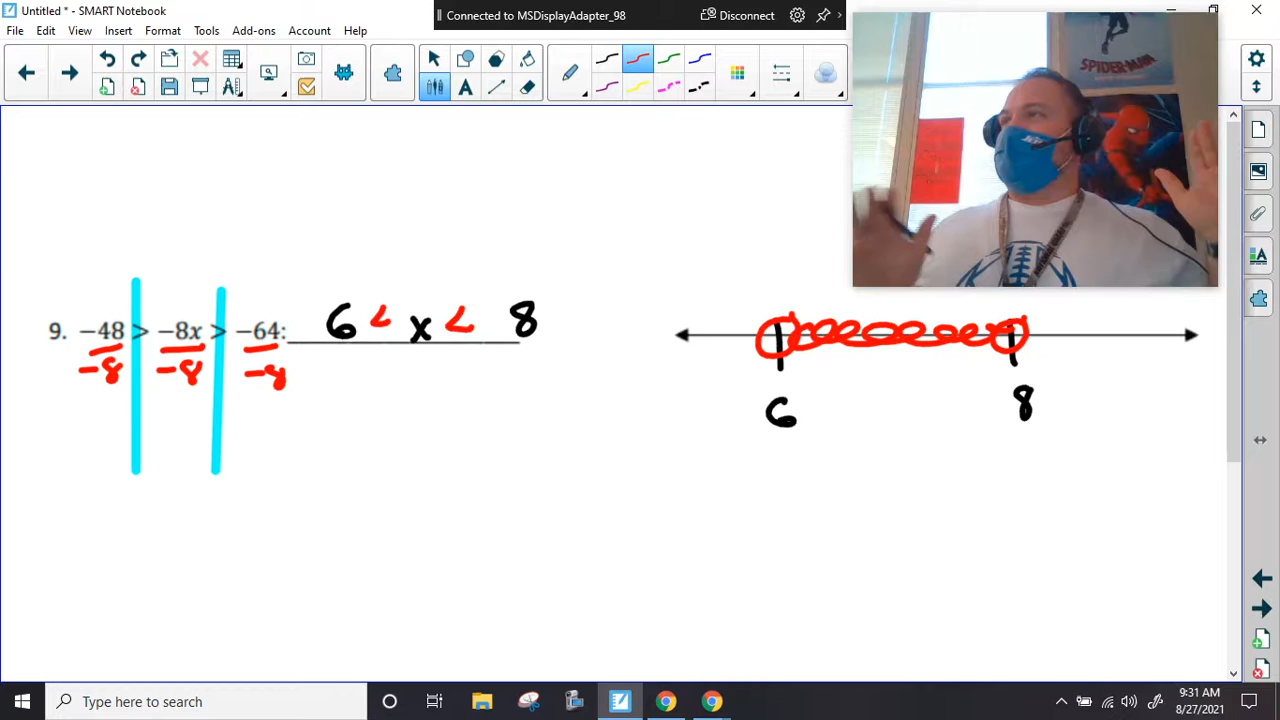 Untitled * - SMART Notebook
Connected to MSDisplayAdapter_98
Disconnect
File Edit View Insert Format Tools Add-ons Account Help
SPIDER-MAN
9. −48 > −8x > −64: 6 < x < 8
−8 −8 −8
6 8
Type here to search
9:31 AM
8/27/2021